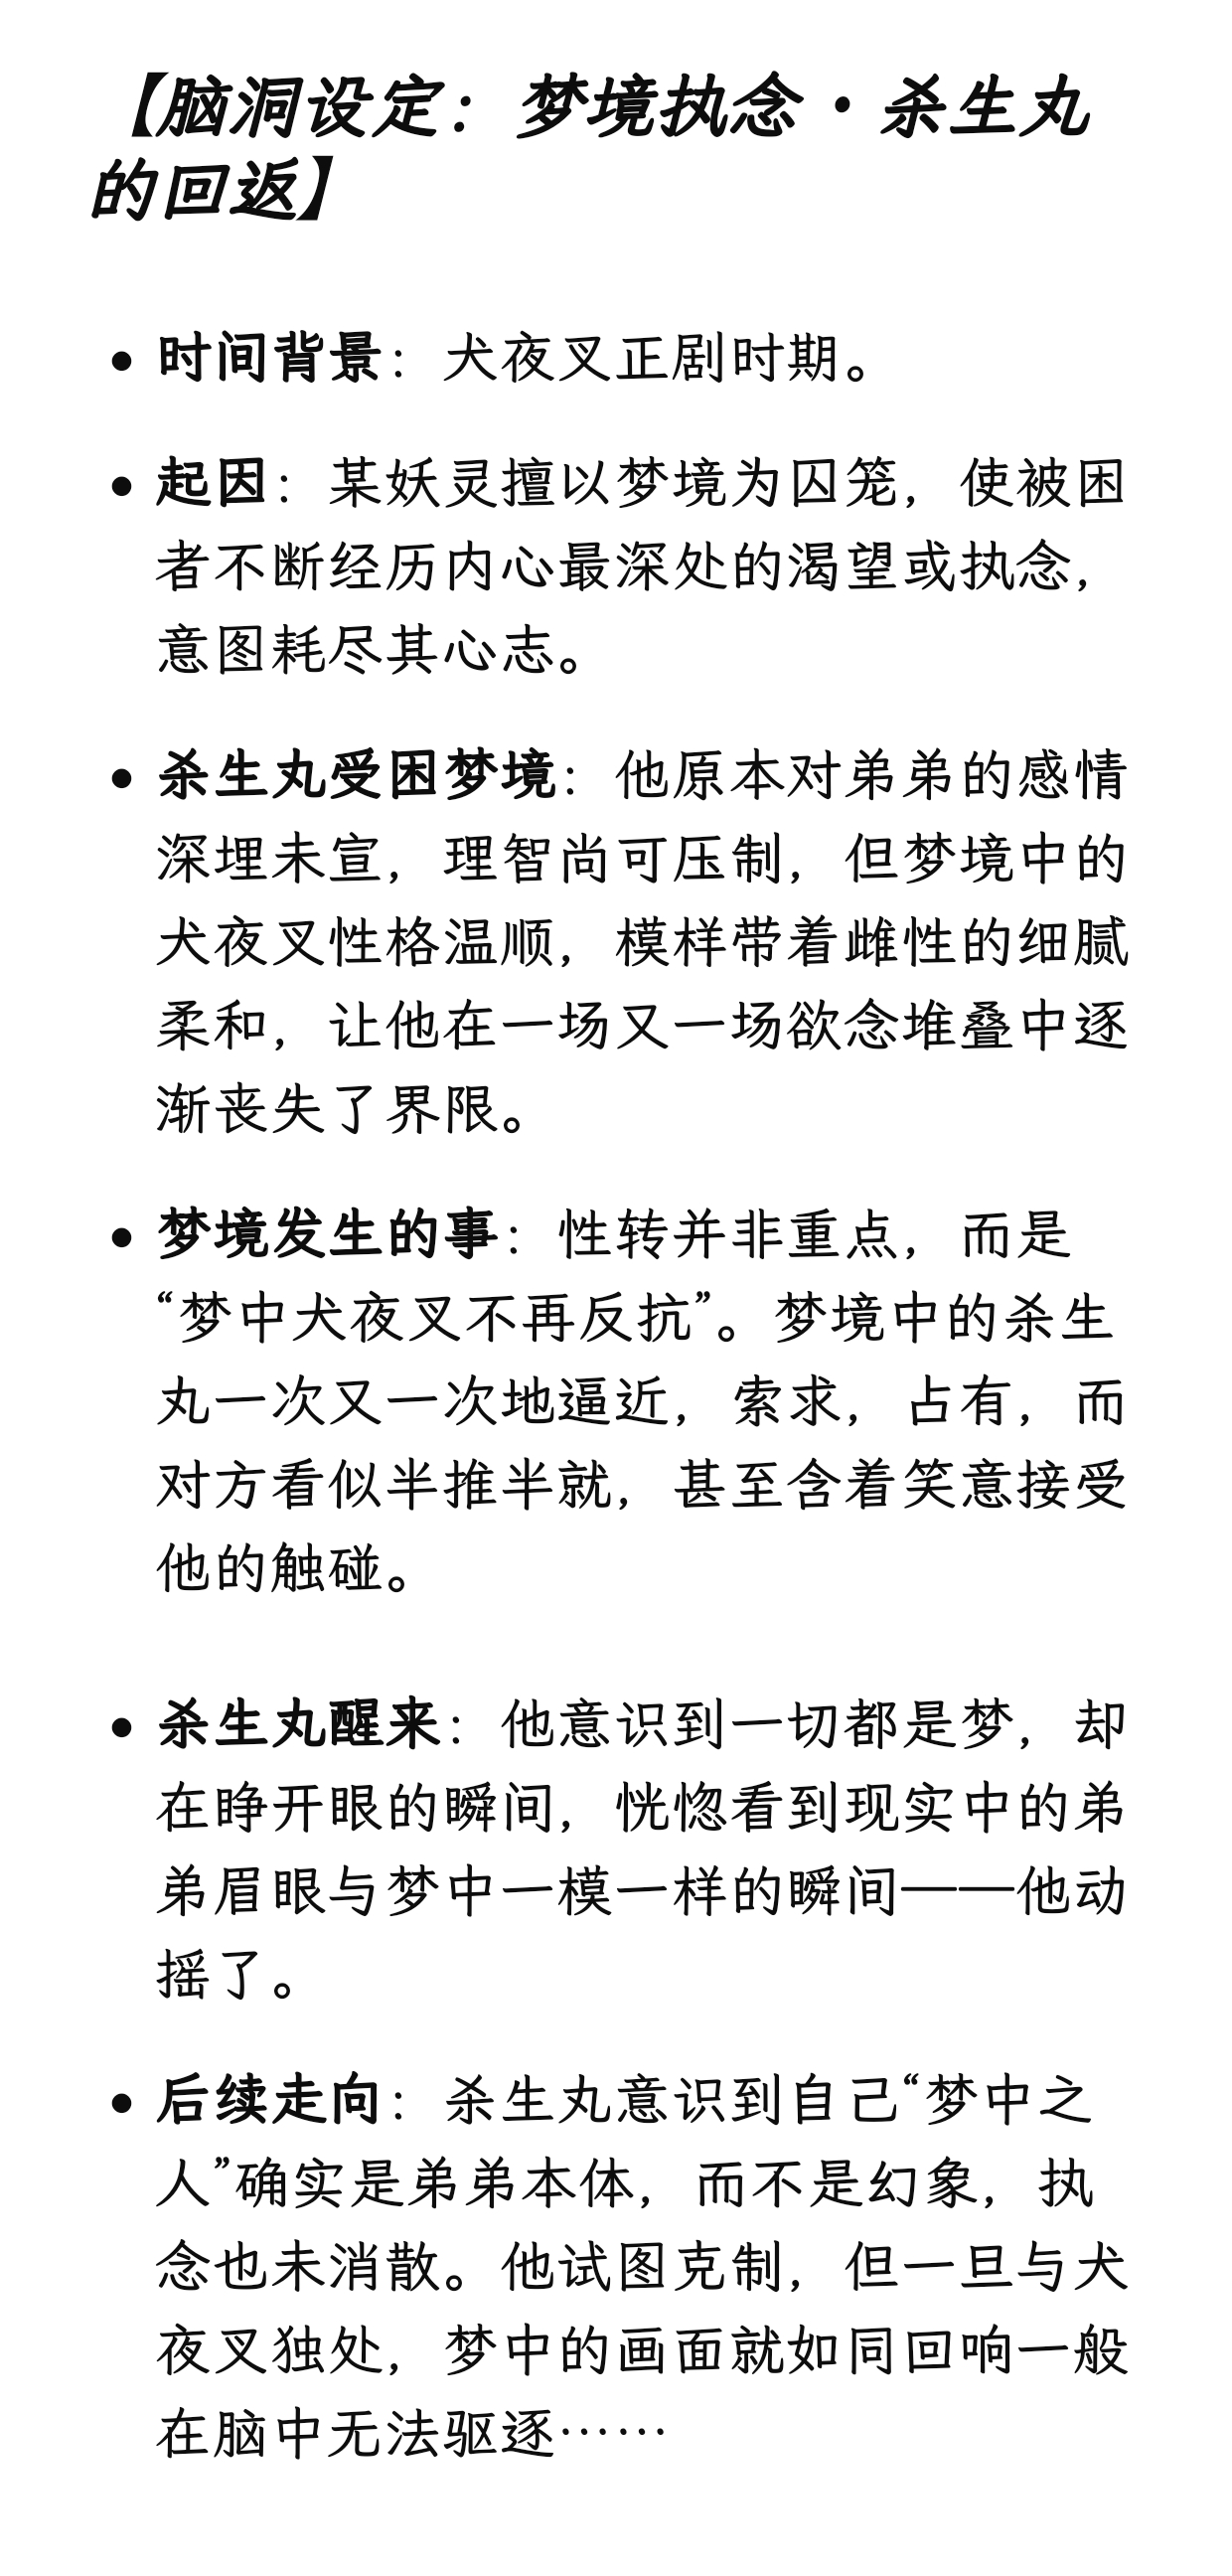 【脑洞设定：梦境执念·杀生丸
的回返】
时间背景：犬夜叉正剧时期。
起因：某妖灵擅以梦境为囚笼，使被困
者不断经历内心最深处的渴望或执念，
意图耗尽其心志。
杀生丸受困梦境：他原本对弟弟的感情
深埋未宣，理智尚可压制，但梦境中的
犬夜叉性格温顺，模样带着雌性的细腻
柔和，让他在一场又一场欲念堆叠中逐
渐丧失了界限。
梦境发生的事：性转并非重点，而是
“梦中犬夜叉不再反抗”。梦境中的杀生
丸一次又一次地逼近，索求，占有，而
对方看似半推半就，甚至含着笑意接受
他的触碰。
杀生丸醒来：他意识到一切都是梦，却
在睁开眼的瞬间，恍惚看到现实中的弟
弟眉眼与梦中一模一样的瞬间——他动
摇了。
后续走向：杀生丸意识到自己“梦中之
人”确实是弟弟本体，而不是幻象，执
念也未消散。他试图克制，但一旦与犬
夜叉独处，梦中的画面就如同回响一般
在脑中无法驱逐……